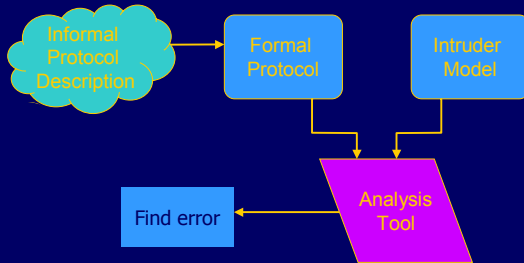 Informal
Protocol
Description
Formal
Protocol
Intruder
Model
Analysis
Tool
Find error